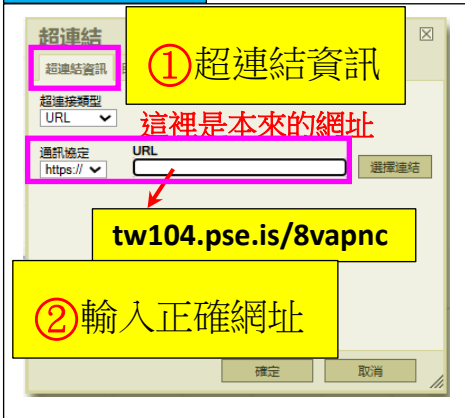 超連結
超連結資訊
①超連結資訊
超連接類型
URL
這裡是本來的網址
通訊協定
URL
https://
選擇連結
tw104.pse.is/8vapnc
②輸入正確網址
確定
取消